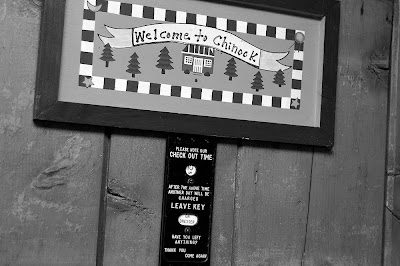 Welcome to Chinook
PLEASE NOTE OUR
CHECK OUT TIME
AFTER THE ABOVE TIME
ANOTHER DAY WILL BE
CHARGED
LEAVE KEY
HAVE YOU LEFT
ANYTHING?
THANK YOU
COME AGAIN